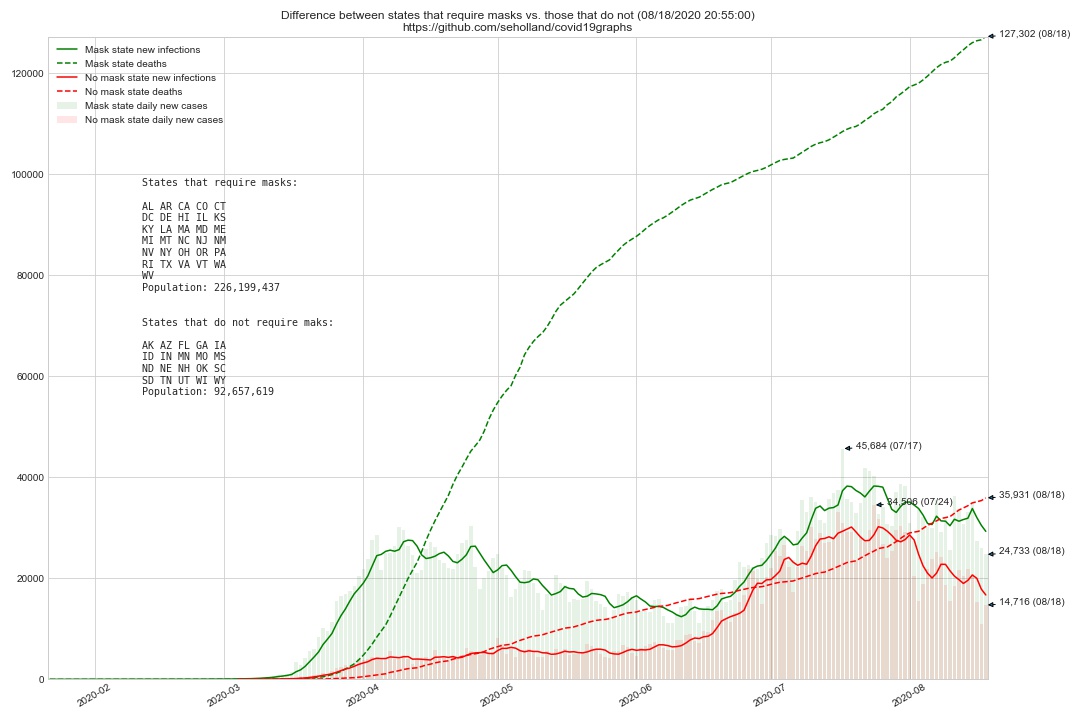 Difference between states that require masks vs. those that do not (08/18/2020 20:55:00)
https://github.com/seholland/covid19graphs
Mask state new infections
Mask state deaths
No mask state new infections
No mask state deaths
Mask state daily new cases
No mask state daily new cases
States that require masks:
AL AR CA CO CT
DC DE HI IL KS
KY LA MA MD ME
MI MT NC NJ NM
NV NY OH OR PA
RI TX VA VT WA
WV
Population: 226,199,437
States that do not require maks:
AK AZ FL GA IA
ID IN MN MO MS
ND NE NH OK SC
SD TN UT WI WY
Population: 92,657,619
127,302 (08/18)
45,684 (07/17)
34,506 (07/24)
35,931 (08/18)
24,733 (08/18)
14,716 (08/18)
120000
100000
80000
60000
40000
20000
0
2020-02
2020-03
2020-04
2020-05
2020-06
2020-07
2020-08